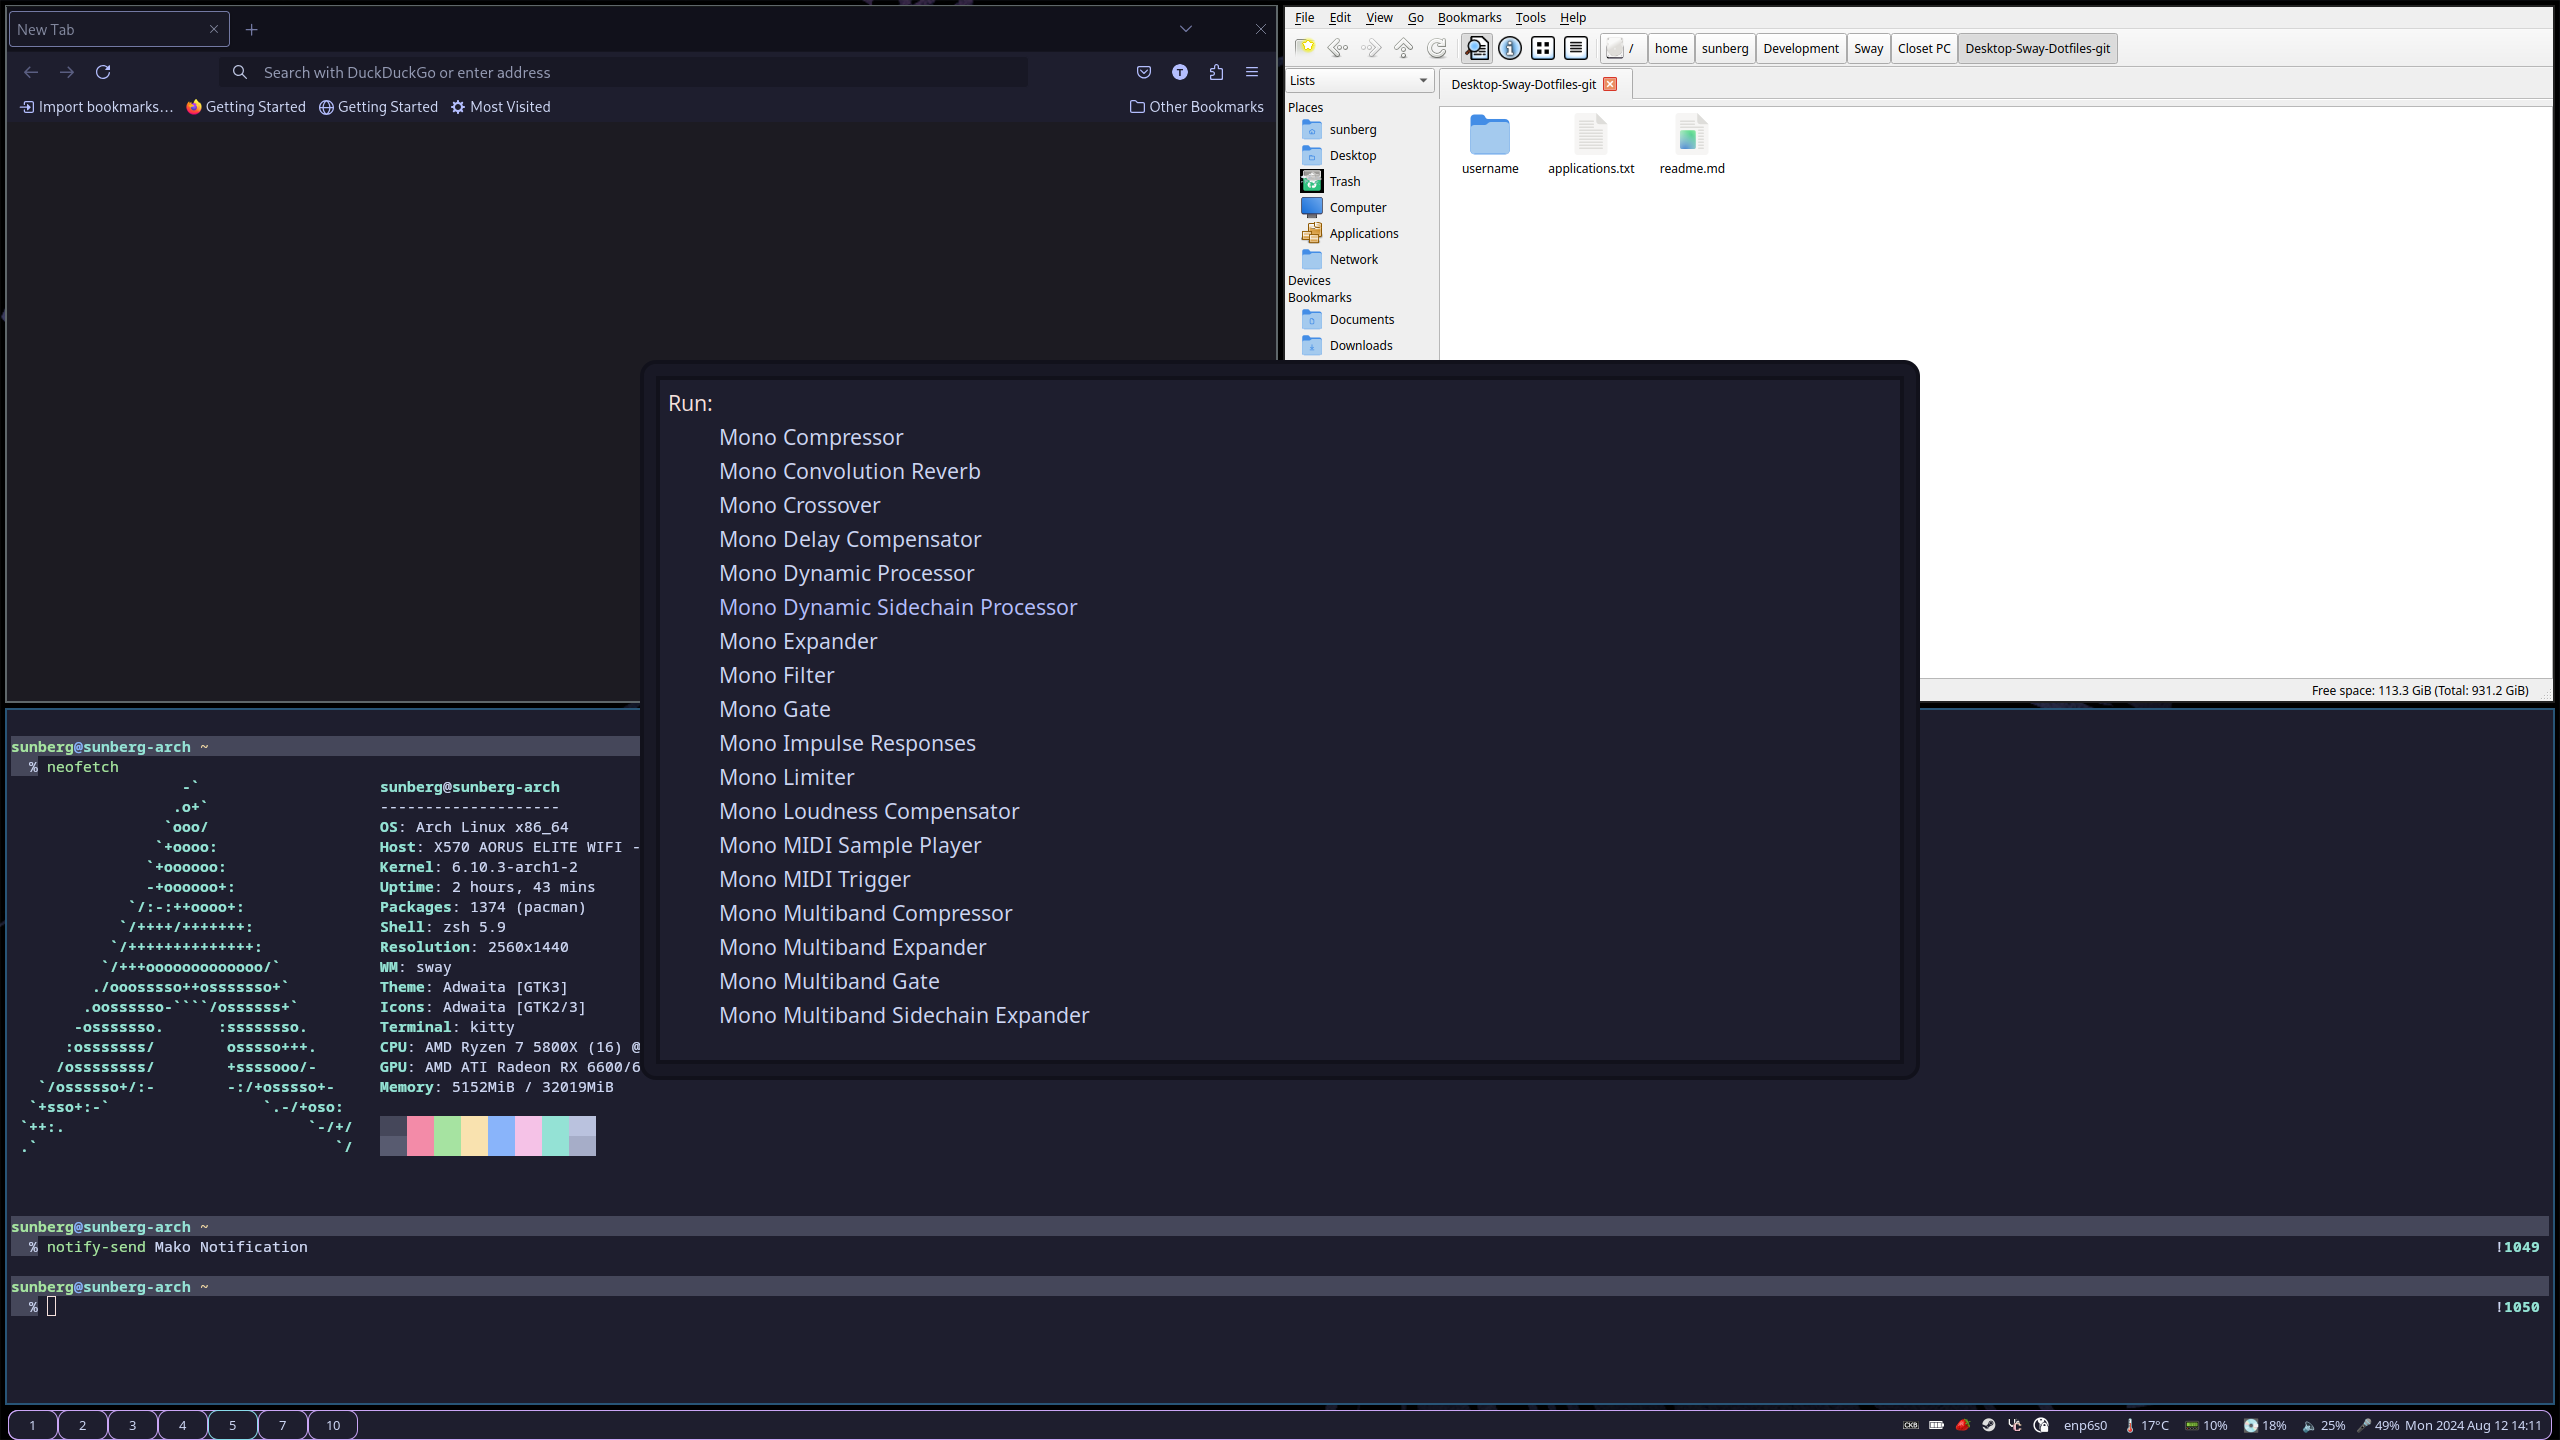 New Tab
Search with DuckDuckGo or enter address
T
Import bookmarks…
Getting Started
Getting Started
Most Visited
Other Bookmarks
File Edit View Go Bookmarks Tools Help
/ home sunberg Development Sway Closet PC Desktop-Sway-Dotfiles-git
Lists
Desktop-Sway-Dotfiles-git
Places
sunberg
Desktop
Trash
Computer
Applications
Network
Devices
Bookmarks
Documents
Downloads
username applications.txt readme.md
Free space: 113.3 GiB (Total: 931.2 GiB)
Run:
Mono Compressor
Mono Convolution Reverb
Mono Crossover
Mono Delay Compensator
Mono Dynamic Processor
Mono Dynamic Sidechain Processor
Mono Expander
Mono Filter
Mono Gate
Mono Impulse Responses
Mono Limiter
Mono Loudness Compensator
Mono MIDI Sample Player
Mono MIDI Trigger
Mono Multiband Compressor
Mono Multiband Expander
Mono Multiband Gate
Mono Multiband Sidechain Expander
sunberg@sunberg-arch ~
% neofetch
sunberg@sunberg-arch
--------------------
OS: Arch Linux x86_64
Host: X570 AORUS ELITE WIFI -
Kernel: 6.10.3-arch1-2
Uptime: 2 hours, 43 mins
Packages: 1374 (pacman)
Shell: zsh 5.9
Resolution: 2560x1440
WM: sway
Theme: Adwaita [GTK3]
Icons: Adwaita [GTK2/3]
Terminal: kitty
CPU: AMD Ryzen 7 5800X (16) @
GPU: AMD ATI Radeon RX 6600/6
Memory: 5152MiB / 32019MiB
sunberg@sunberg-arch ~
% notify-send Mako Notification !1049
sunberg@sunberg-arch ~
% !1050
1 2 3 4 5 7 10
CKB enp6s0 17°C 10% 18% 25% 49% Mon 2024 Aug 12 14:11